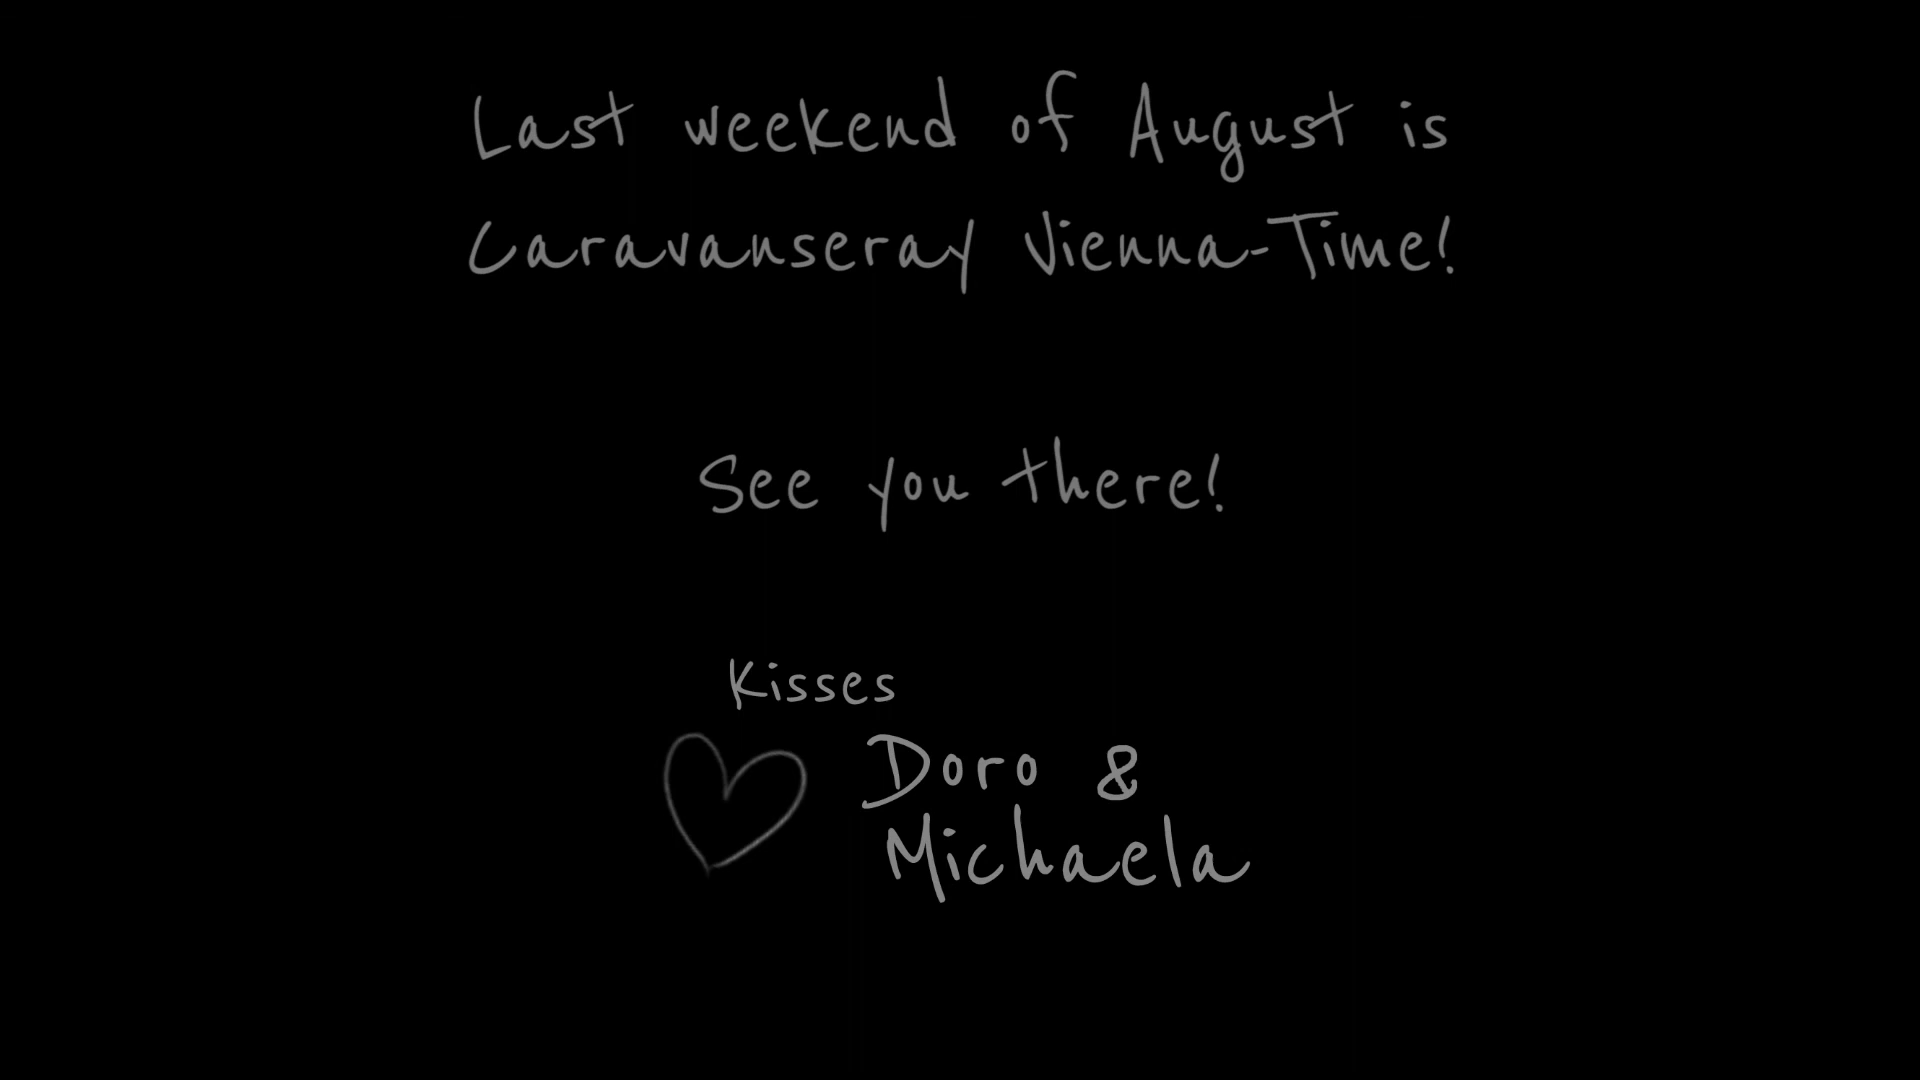 Last weekend of August is
Caravanseray Vienna-Time!
See you there!
Kisses
Doro &
Michaela